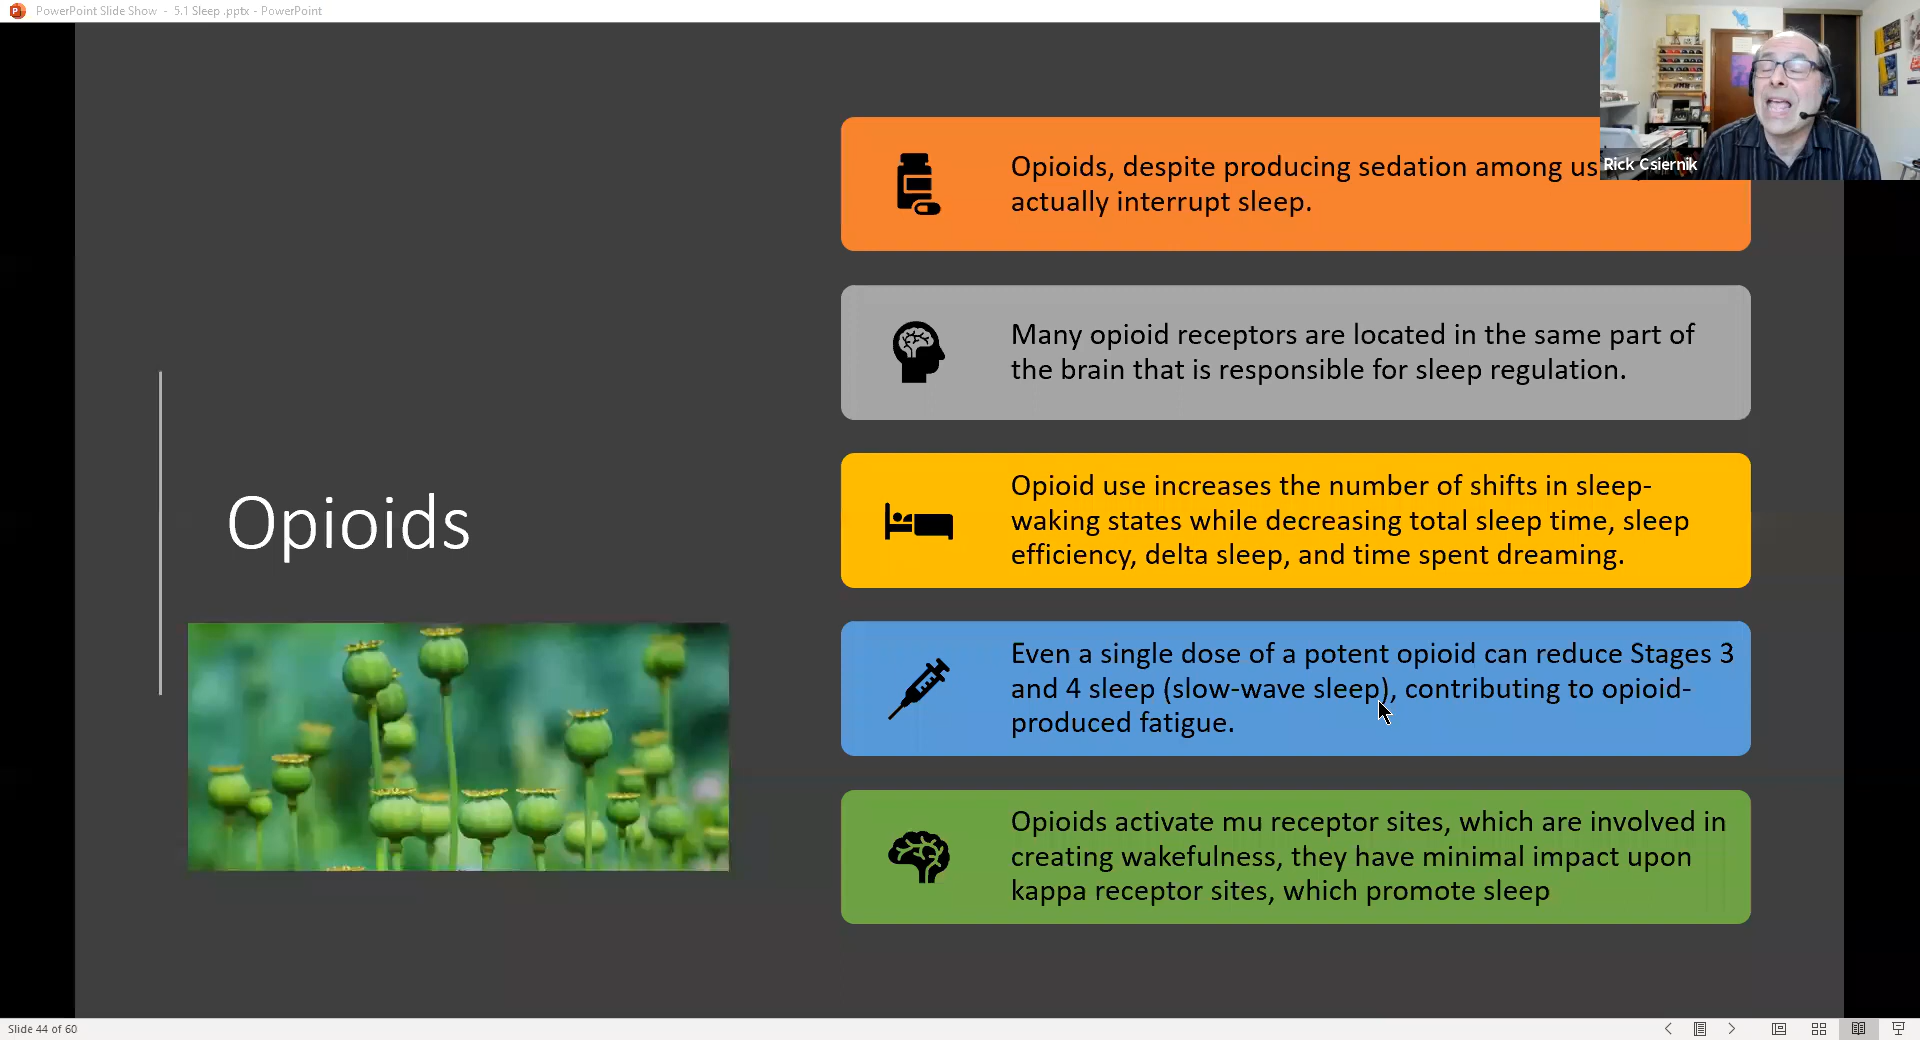 PowerPoint Slide Show - 5.1 Sleep .pptx - PowerPoint
Rick Csiernik
Opioids, despite producing sedation among
actually interrupt sleep.
Many opioid receptors are located in the same part of
the brain that is responsible for sleep regulation.
Opioid use increases the number of shifts in sleep-
waking states while decreasing total sleep time, sleep
efficiency, delta sleep, and time spent dreaming.
Opioids
Even a single dose of a potent opioid can reduce Stages 3
and 4 sleep (slow-wave sleep), contributing to opioid-
produced fatigue.
Opioids activate mu receptor sites, which are involved in
creating wakefulness, they have minimal impact upon
kappa receptor sites, which promote sleep
Slide 44 of 60